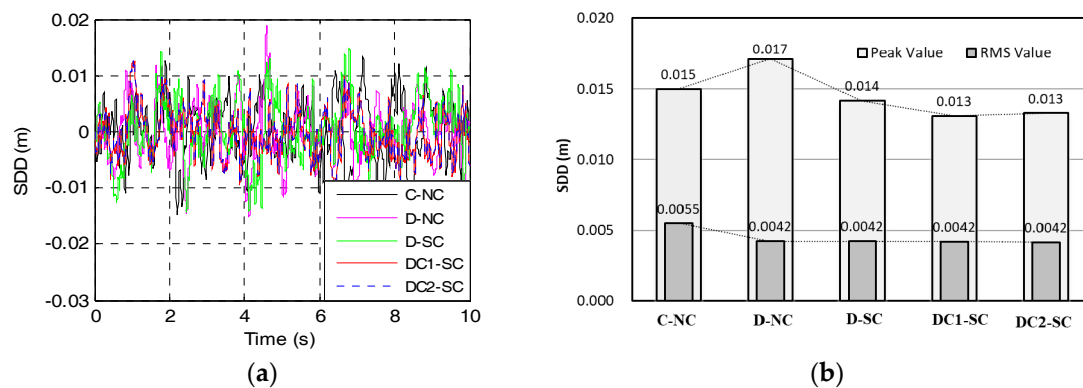 0.02
0.01
0
-0.01
-0.02
-0.03
SDD (m)
0 2 4 6 8 10
Time (s)
C-NC
D-NC
D-SC
DC1-SC
DC2-SC
(a)
0.020
0.015
0.010
0.005
0.000
SDD (m)
Peak Value RMS Value
0.015
0.017
0.014
0.013
0.013
0.0055
0.0042
0.0042
0.0042
0.0042
C-NC D-NC D-SC DC1-SC DC2-SC
(b)